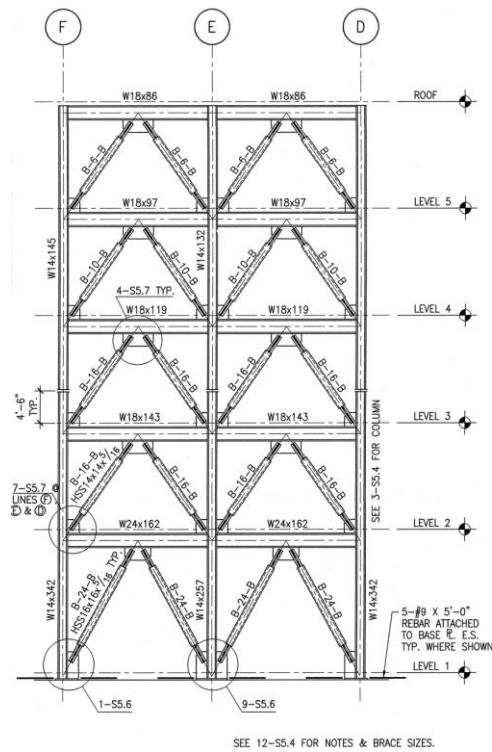 F E D
W18x86 W18x86 ROOF
B-6-B B-6-B B-6-B B-6-B
W18x97 W18x97 LEVEL 5
W14x145 W14x132
B-10-B B-10-B B-10-B B-10-B
4-S5.7 TYP.
W18x119 W18x119 LEVEL 4
B-16-B B-16-B B-16-B B-16-B
4'-6"
TYP.
W18x143 W18x143 LEVEL 3
SEE 3-S5.4 FOR COLUMN
B-16-B B-16-B B-16-B B-16-B
HSS14x14x5/16
7-S5.7 @
LINES Ⓕ
Ⓔ & Ⓓ
W24x162 W24x162 LEVEL 2
B-24-B B-24-B B-24-B B-24-B
W14x342 W14x257 W14x342
5-#9 X 5'-0"
REBAR ATTACHED
TO BASE ℄ E.S.
TYP. WHERE SHOWN
LEVEL 1
1-S5.6 9-S5.6
SEE 12-S5.4 FOR NOTES & BRACE SIZES.